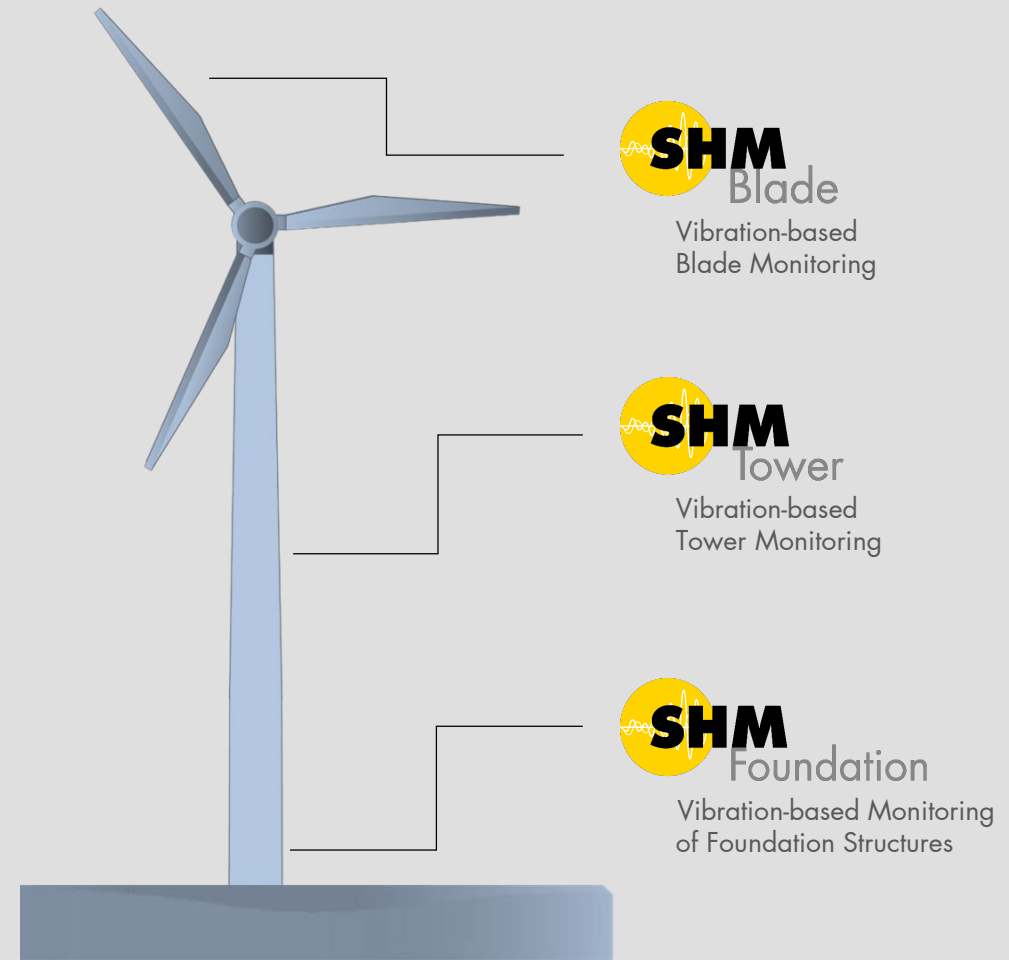 SHM
Blade
Vibration-based
Blade Monitoring
SHM
Tower
Vibration-based
Tower Monitoring
SHM
Foundation
Vibration-based Monitoring
of Foundation Structures